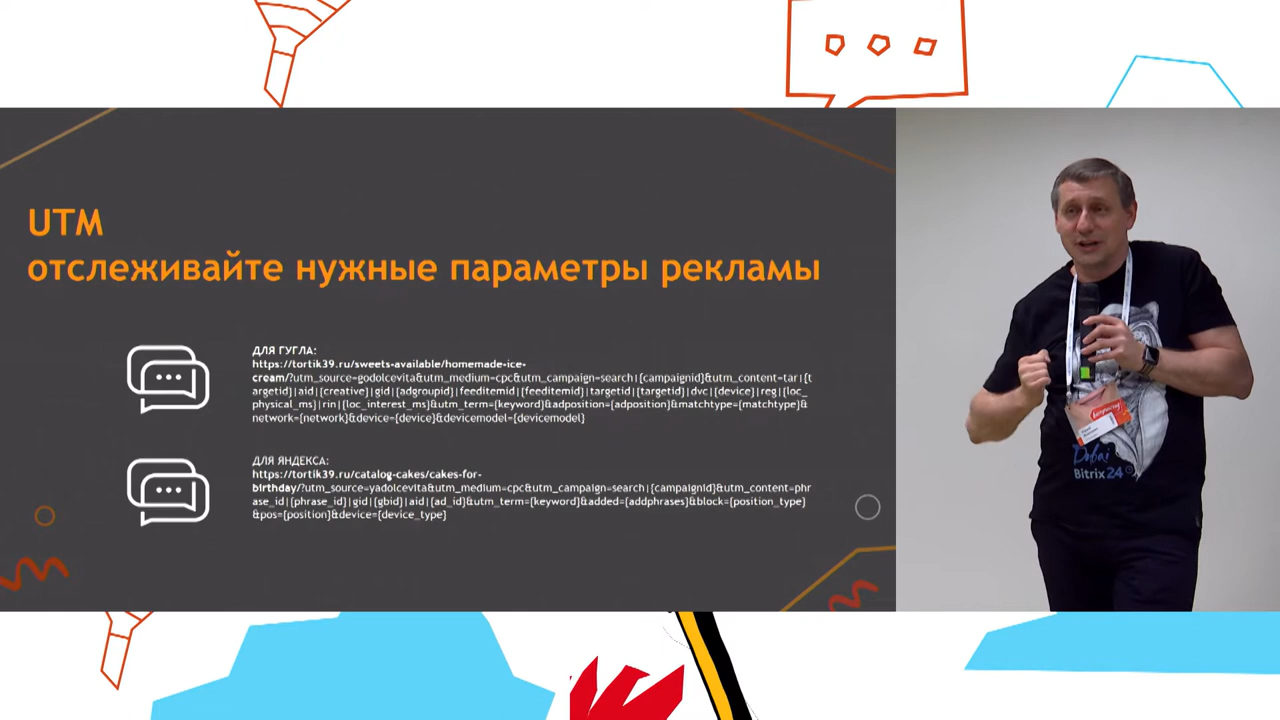 UTM
отслеживайте нужные параметры рекламы
ДЛЯ ГУГЛА:
https://tortik39.ru/sweets-available/homemade-ice-
cream/?utm_source=godolcevita&utm_medium=cpc&utm_campaign=search|{campaignid}&utm_content=tar|{t
argetid}|aid|{creative}|gid|{adgroupid}|feeditemid|{feeditemid}|targetid|{targetid}|dvc|{device}|reg|{loc_
physical_ms}|rin|{loc_interest_ms}&utm_term={keyword}&adposition={adposition}&matchtype={matchtype}&
network={network}&device={device}&devicemodel={devicemodel}
ДЛЯ ЯНДЕКСА:
https://tortik39.ru/catalog-cakes/cakes-for-
birthday/?utm_source=yadolcevita&utm_medium=cpc&utm_campaign=search|{campaignid}&utm_content=phr
ase_id|{phrase_id}|gid|{gbid}|aid|{ad_id}&utm_term={keyword}&added={addphrases}&block={position_type}
&pos={position}&device={device_type}
Dubai
Bitrix24